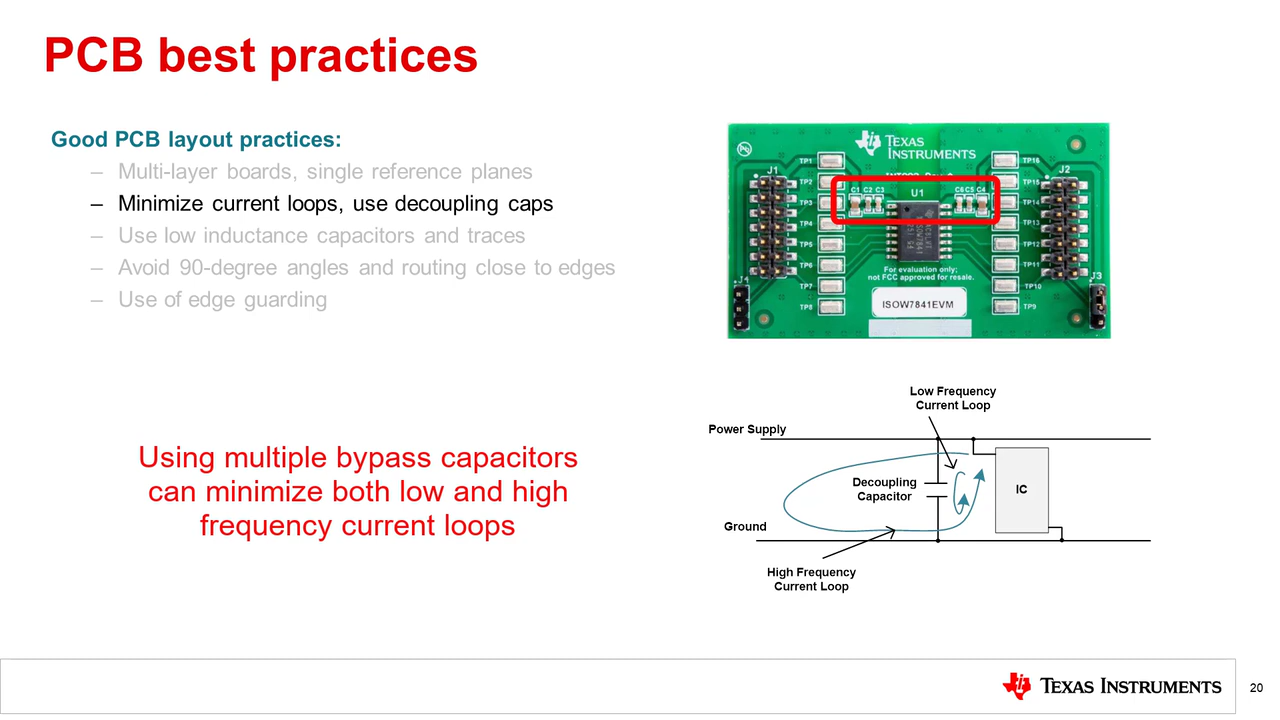 PCB best practices
Good PCB layout practices:
– Multi-layer boards, single reference planes
– Minimize current loops, use decoupling caps
– Use low inductance capacitors and traces
– Avoid 90-degree angles and routing close to edges
– Use of edge guarding
Using multiple bypass capacitors
can minimize both low and high
frequency current loops
TEXAS
INSTRUMENTS
J1
TP1
TP2
TP3
TP4
TP5
TP6
TP7
TP8
J4
C1 C2 C3
U1
C6 C5 C4
TP16
TP15
TP14
TP13
TP12
TP11
TP10
TP9
J2
J3
For evaluation only;
not FCC approved for resale.
ISOW7841EVM
Low Frequency
Current Loop
Power Supply
Decoupling
Capacitor
IC
Ground
High Frequency
Current Loop
TEXAS INSTRUMENTS
20